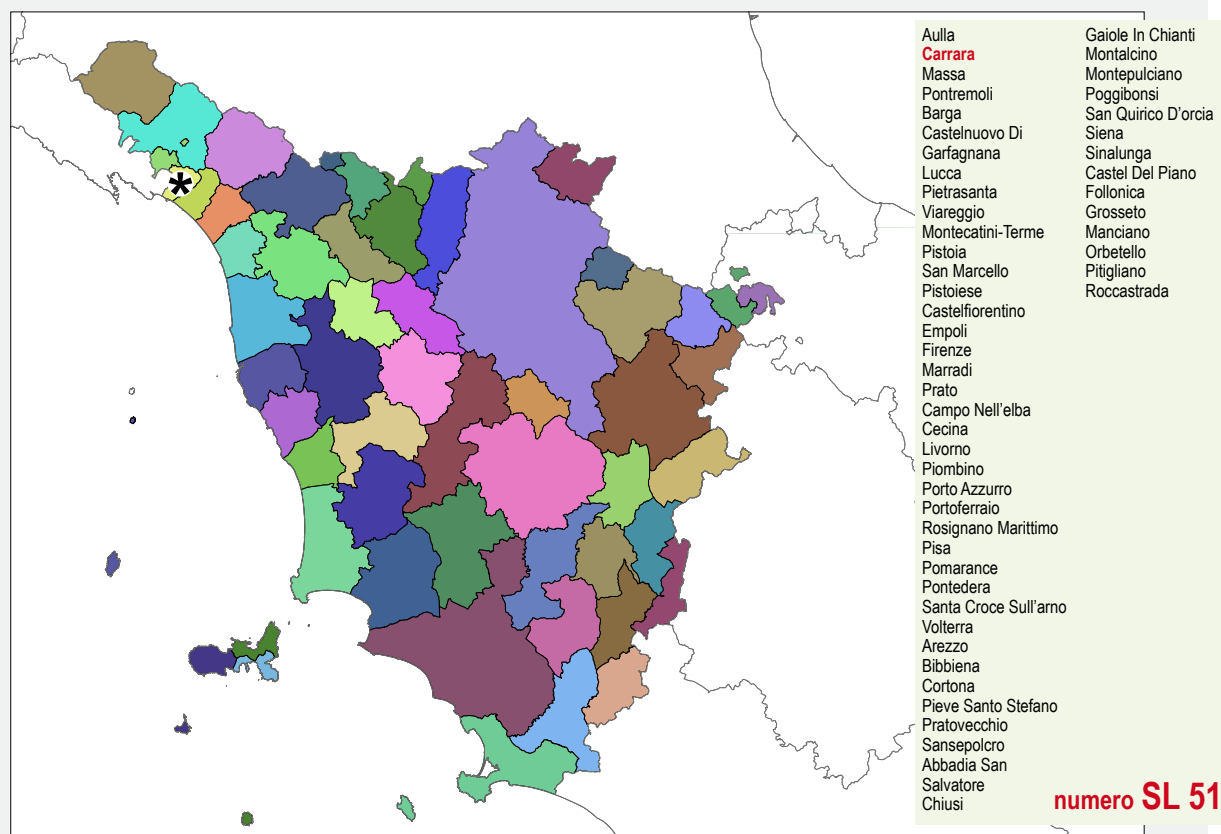 Aulla
Carrara
Massa
Pontremoli
Barga
Castelnuovo Di
Garfagnana
Lucca
Pietrasanta
Viareggio
Montecatini-Terme
Pistoia
San Marcello
Pistoiese
Castelfiorentino
Empoli
Firenze
Marradi
Prato
Campo Nell'elba
Cecina
Livorno
Piombino
Porto Azzurro
Portoferraio
Rosignano Marittimo
Pisa
Pomarance
Pontedera
Santa Croce Sull'arno
Volterra
Arezzo
Bibbiena
Cortona
Pieve Santo Stefano
Pratovecchio
Sansepolcro
Abbadia San
Salvatore
Chiusi
Gaiole In Chianti
Montalcino
Montepulciano
Poggibonsi
San Quirico D'orcia
Siena
Sinalunga
Castel Del Piano
Follonica
Grosseto
Manciano
Orbetello
Pitigliano
Roccastrada
numero SL 51
*